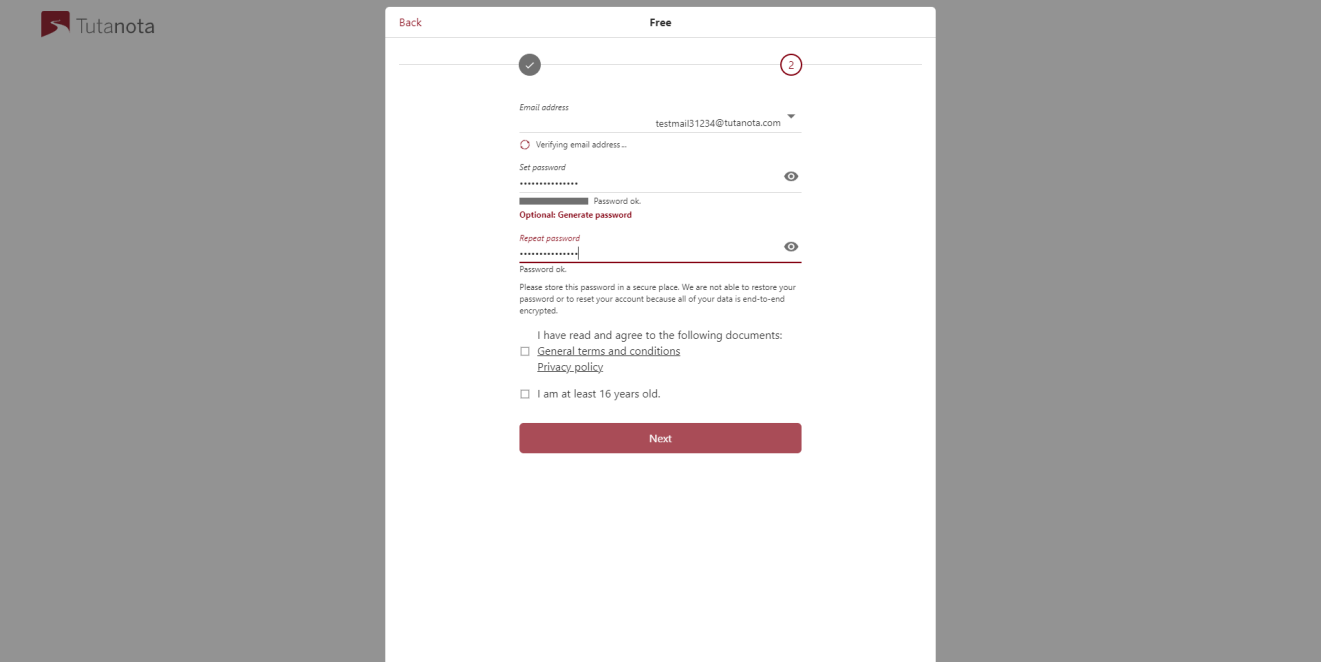 Tutanota
Back
Free
2
Email address
testmail31234@tutanota.com
Verifying email address...
Set password
•••••••••••••••
Password ok.
Optional: Generate password
Repeat password
•••••••••••••••
Password ok.
Please store this password in a secure place. We are not able to restore your
password or to reset your account because all of your data is end-to-end
encrypted.
I have read and agree to the following documents:
General terms and conditions
Privacy policy
I am at least 16 years old.
Next